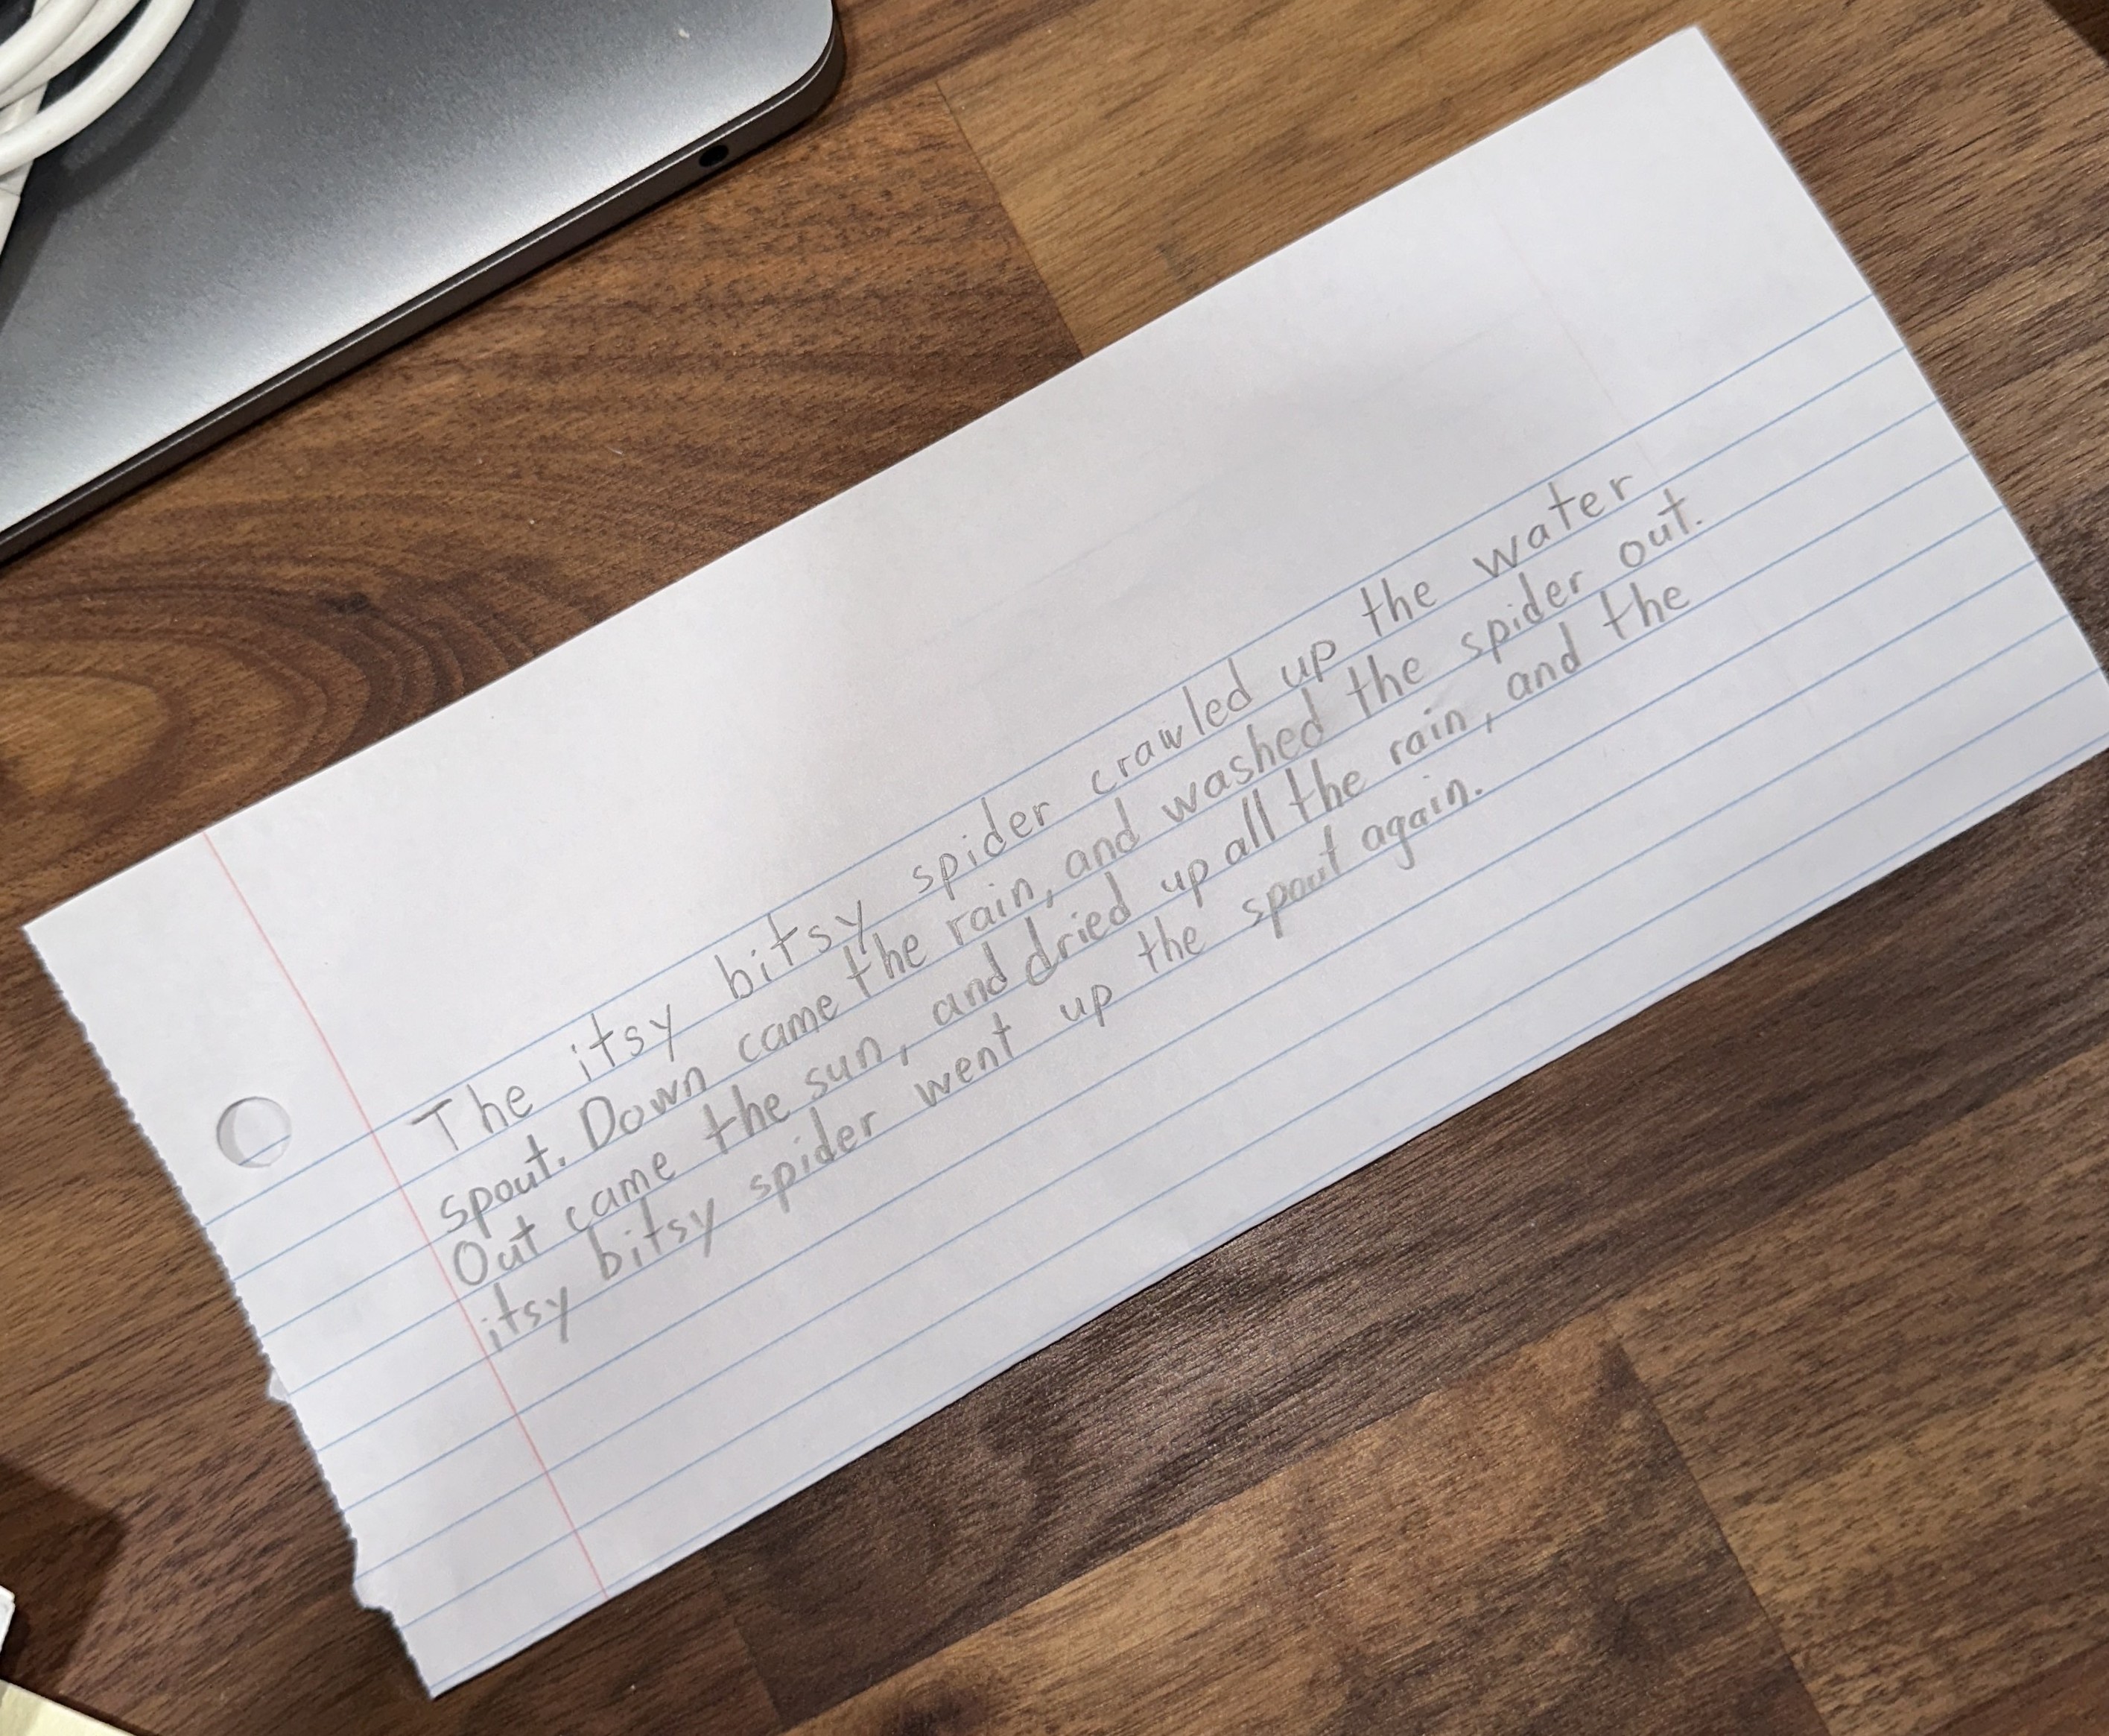 The itsy bitsy spider crawled up the water
spout. Down came the rain, and washed the spider out.
Out came the sun, and dried up all the rain, and the
itsy bitsy spider went up the spout again.